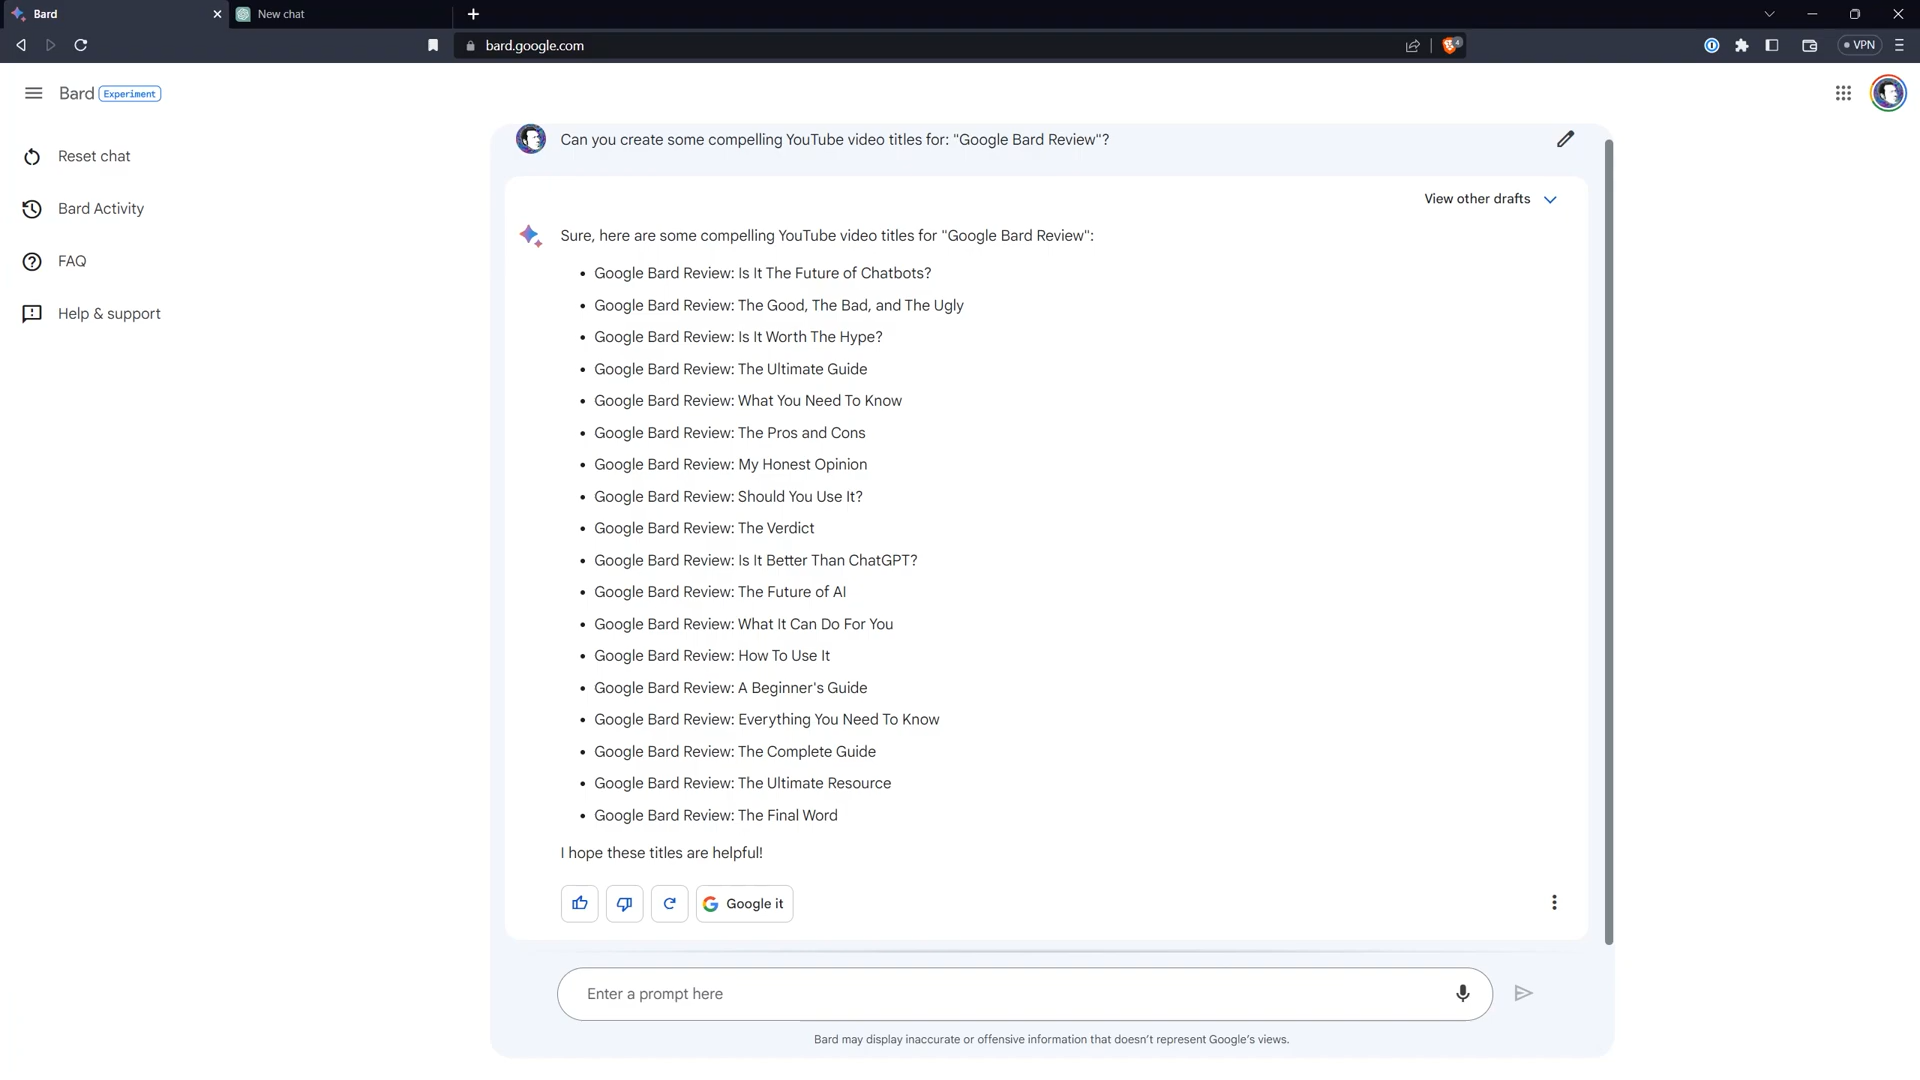 Bard
New chat
bard.google.com
4
VPN
Bard Experiment
Reset chat
Bard Activity
FAQ
Help & support
Can you create some compelling YouTube video titles for: "Google Bard Review"?
View other drafts
Sure, here are some compelling YouTube video titles for "Google Bard Review":
• Google Bard Review: Is It The Future of Chatbots?
• Google Bard Review: The Good, The Bad, and The Ugly
• Google Bard Review: Is It Worth The Hype?
• Google Bard Review: The Ultimate Guide
• Google Bard Review: What You Need To Know
• Google Bard Review: The Pros and Cons
• Google Bard Review: My Honest Opinion
• Google Bard Review: Should You Use It?
• Google Bard Review: The Verdict
• Google Bard Review: Is It Better Than ChatGPT?
• Google Bard Review: The Future of AI
• Google Bard Review: What It Can Do For You
• Google Bard Review: How To Use It
• Google Bard Review: A Beginner's Guide
• Google Bard Review: Everything You Need To Know
• Google Bard Review: The Complete Guide
• Google Bard Review: The Ultimate Resource
• Google Bard Review: The Final Word
I hope these titles are helpful!
Google it
Enter a prompt here
Bard may display inaccurate or offensive information that doesn't represent Google's views.